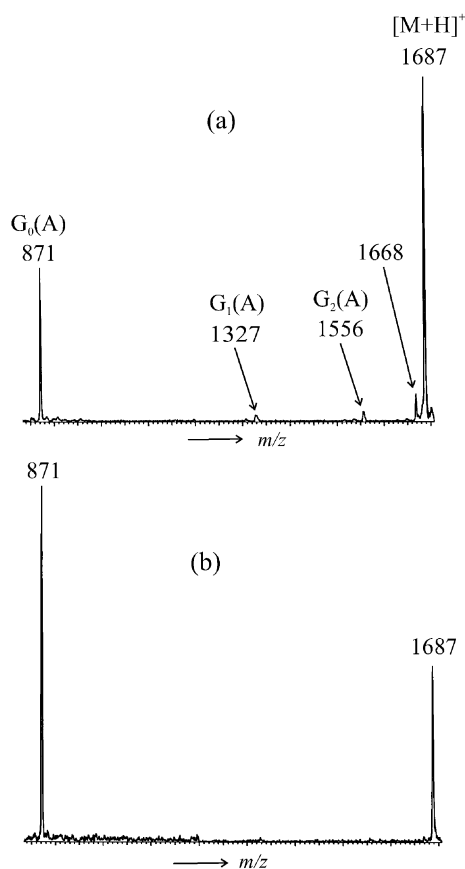 [M+H]⁺
1687
(a)
G₀(A)
871
1668
G₁(A)
1327
G₂(A)
1556
m/z
871
(b)
1687
m/z